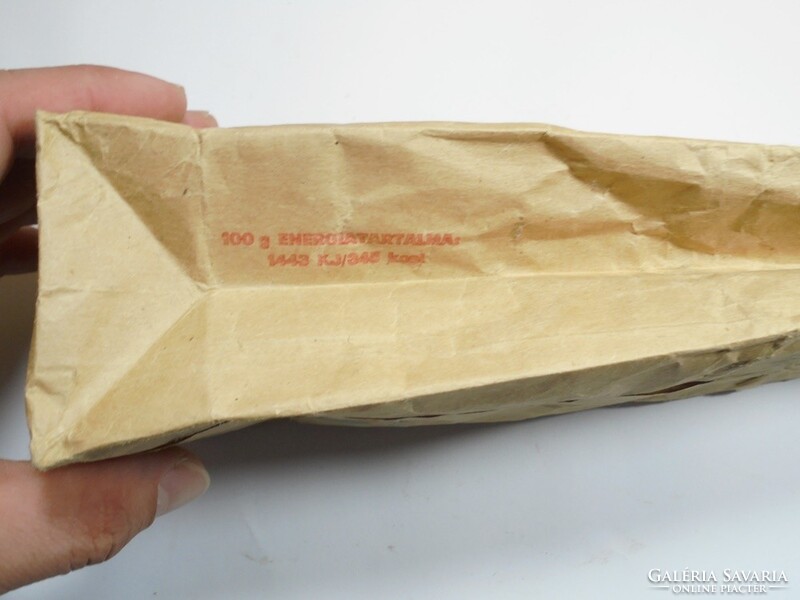 100 g ENERGIATARTALMA:
1443 KJ/345 kcal
GALÉRIA SAVARIA
ONLINE PIACTÉR